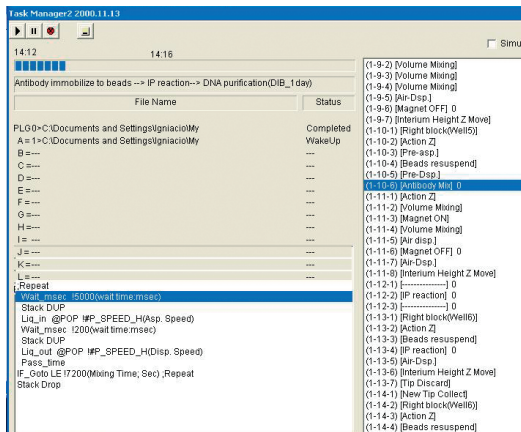 Task Manager2 2000.11.13
Simu
14:12
14:16
Antibody immobilize to beads --> IP reaction--> DNA purification(DIB_1day)
File Name Status
PLG0>C:\Documents and Settings\Igniacio\My Completed
A = 1>C:\Documents and Settings\Igniacio\My WakeUp
B =--- ---
C =--- ---
D =--- ---
E =--- ---
F = --- ---
G =--- ---
H =--- ---
I = --- ---
J = --- ---
K =--- ---
L = --- ---
;Repeat
Wait_msec !5000(wait time:msec)
Stack DUP
Liq_in @POP !#P_SPEED_H(Asp. Speed)
Wait_msec !200(wait time:msec)
Stack DUP
Liq_out @POP !#P_SPEED_H(Disp. Speed)
Pass_time
IF_Goto LE !7200(Mixing Time; Sec) ;Repeat
Stack Drop
(1-9-2) [Volume Mixing]
(1-9-3) [Volume Mixing]
(1-9-4) [Volume Mixing]
(1-9-5) [Air-Dsp.]
(1-9-6) [Magnet OFF] 0
(1-9-7) [Interium Height Z Move]
(1-10-1) [Right block(Well5)]
(1-10-2) [Action Z]
(1-10-3) [Pre-asp.]
(1-10-4) [Beads resuspend]
(1-10-5) [Pre-Dsp.]
(1-10-6) [Antibody Mix] 0
(1-11-1) [Action Z]
(1-11-2) [Volume Mixing]
(1-11-3) [Magnet ON]
(1-11-4) [Volume Mixing]
(1-11-5) [Air disp.]
(1-11-6) [Magnet OFF] 0
(1-11-7) [Air-Dsp.]
(1-11-8) [Interium Height Z Move]
(1-12-1) [---------------] 0
(1-12-2) [IP reaction] 0
(1-12-3) [---------------] 0
(1-13-1) [Right block(Well6)]
(1-13-2) [Action Z]
(1-13-3) [Beads resuspend]
(1-13-4) [IP reaction] 0
(1-13-5) [Air-Dsp.]
(1-13-6) [Interium Height Z Move]
(1-13-7) [Tip Discard]
(1-14-1) [New Tip Collect]
(1-14-2) [Right block(Well6)]
(1-14-3) [Action Z]
(1-14-4) [Beads resuspend]